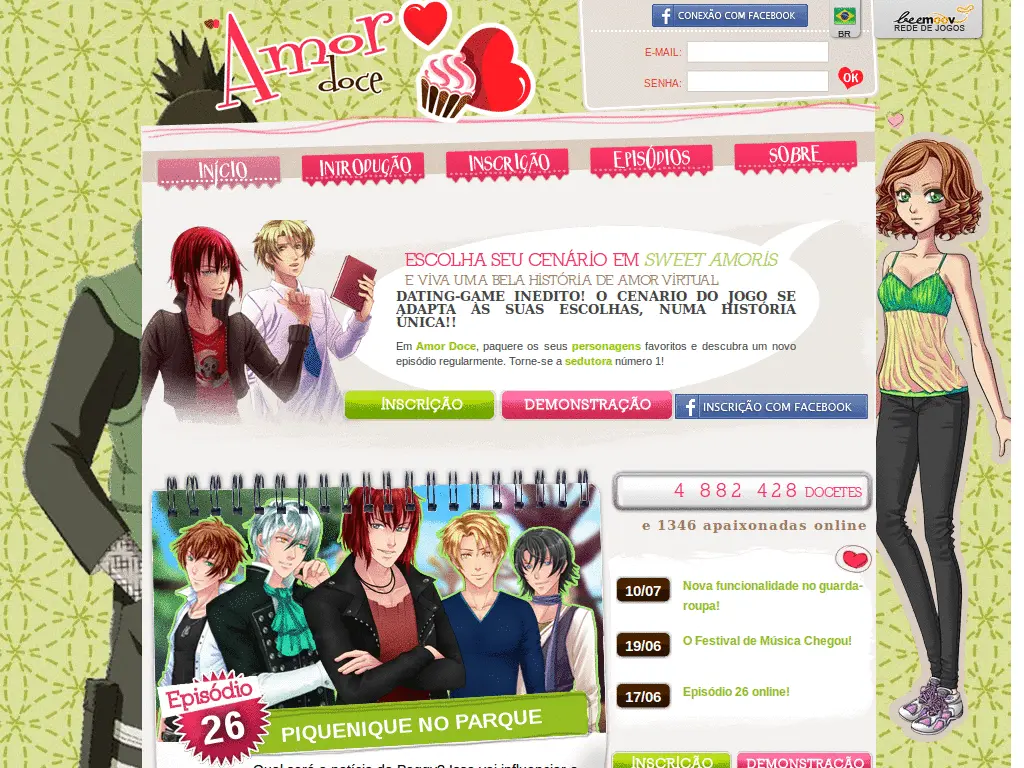 Amor
doce
CONEXÃO COM FACEBOOK
BR
beemoov
REDE DE JOGOS
E-MAIL:
SENHA:
OK
INÍCIO
INTRODUÇÃO
INSCRIÇÃO
EPISÓDIOS
SOBRE
ESCOLHA SEU CENÁRIO EM SWEET AMORIS
E VIVA UMA BELA HISTÓRIA DE AMOR VIRTUAL
DATING-GAME INEDITO! O CENARIO DO JOGO SE
ADAPTA ÀS SUAS ESCOLHAS, NUMA HISTÓRIA
ÚNICA!!
Em Amor Doce, paquere os seus personagens favoritos e descubra um novo
episódio regularmente. Torne-se a sedutora número 1!
INSCRIÇÃO
DEMONSTRAÇÃO
INSCRIÇÃO COM FACEBOOK
4 882 428 DOCETES
e 1346 apaixonadas online
10/07
Nova funcionalidade no guarda-
roupa!
19/06
O Festival de Música Chegou!
17/06
Episódio 26 online!
Episódio
26
PIQUENIQUE NO PARQUE
INSCRIÇÃO
DEMONSTRAÇÃO